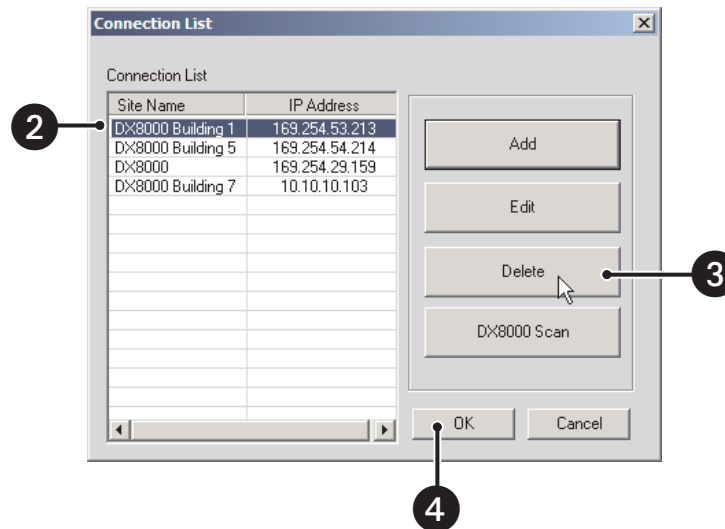 Connection List
Connection List
Site Name IP Address
2
DX8000 Building 1 169.254.53.213
DX8000 Building 5 169.254.54.214
DX8000 169.254.29.159
DX8000 Building 7 10.10.10.103
Add
Edit
Delete
3
DX8000 Scan
OK Cancel
4